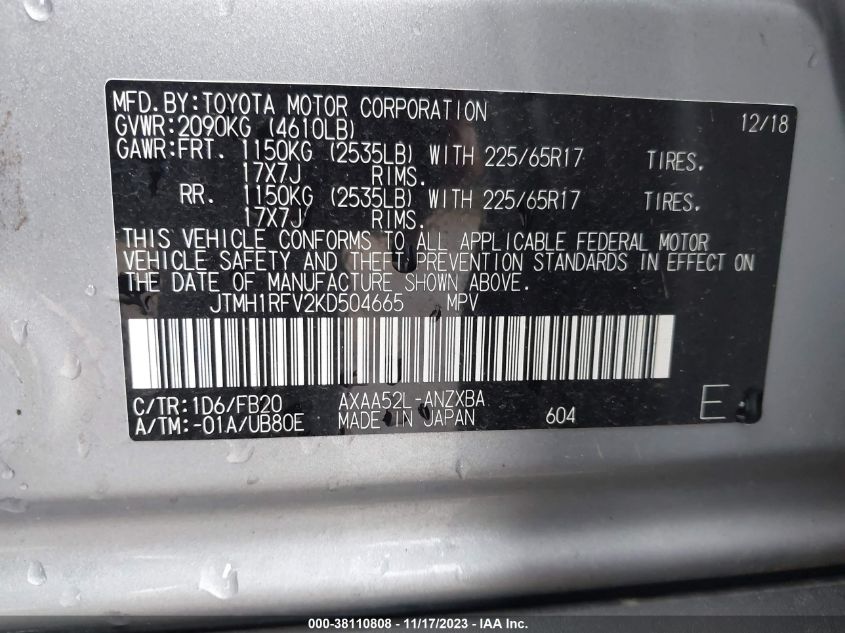 MFD.BY:TOYOTA MOTOR CORPORATION 12/18
GVWR:2090KG (4610LB)
GAWR:FRT. 1150KG (2535LB) WITH 225/65R17 TIRES.
17X7J RIMS.
RR. 1150KG (2535LB) WITH 225/65R17 TIRES.
17X7J RIMS.
THIS VEHICLE CONFORMS TO ALL APPLICABLE FEDERAL MOTOR
VEHICLE SAFETY AND THEFT PREVENTION STANDARDS IN EFFECT ON
THE DATE OF MANUFACTURE SHOWN ABOVE.
JTMH1RFV2KD504665 MPV
C/TR:1D6/FB20 AXAA52L-ANZXBA
A/TM:-01A/UB80E MADE IN JAPAN 604 E
000-38110808 - 11/17/2023 - IAA Inc.